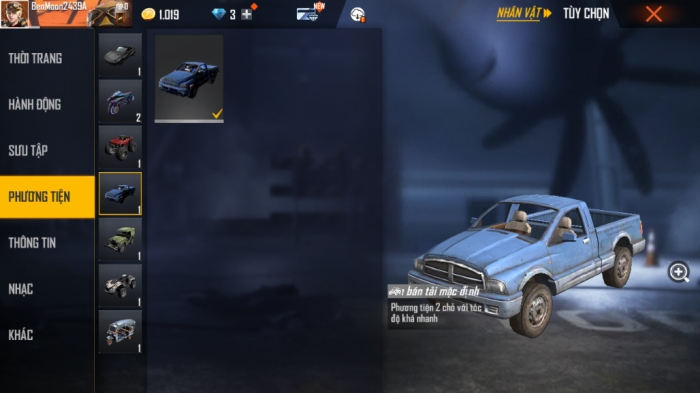 BenMoon2439A
0
1.019
3
NEW
NHÂN VẬT
TÙY CHỌN
THỜI TRANG
HÀNH ĐỘNG
SƯU TẬP
PHƯƠNG TIỆN
THÔNG TIN
NHẠC
KHÁC
1
2
1
1
1
1
1
bán tải mặc định
Phương tiện 2 chỗ với tốc
độ khá nhanh